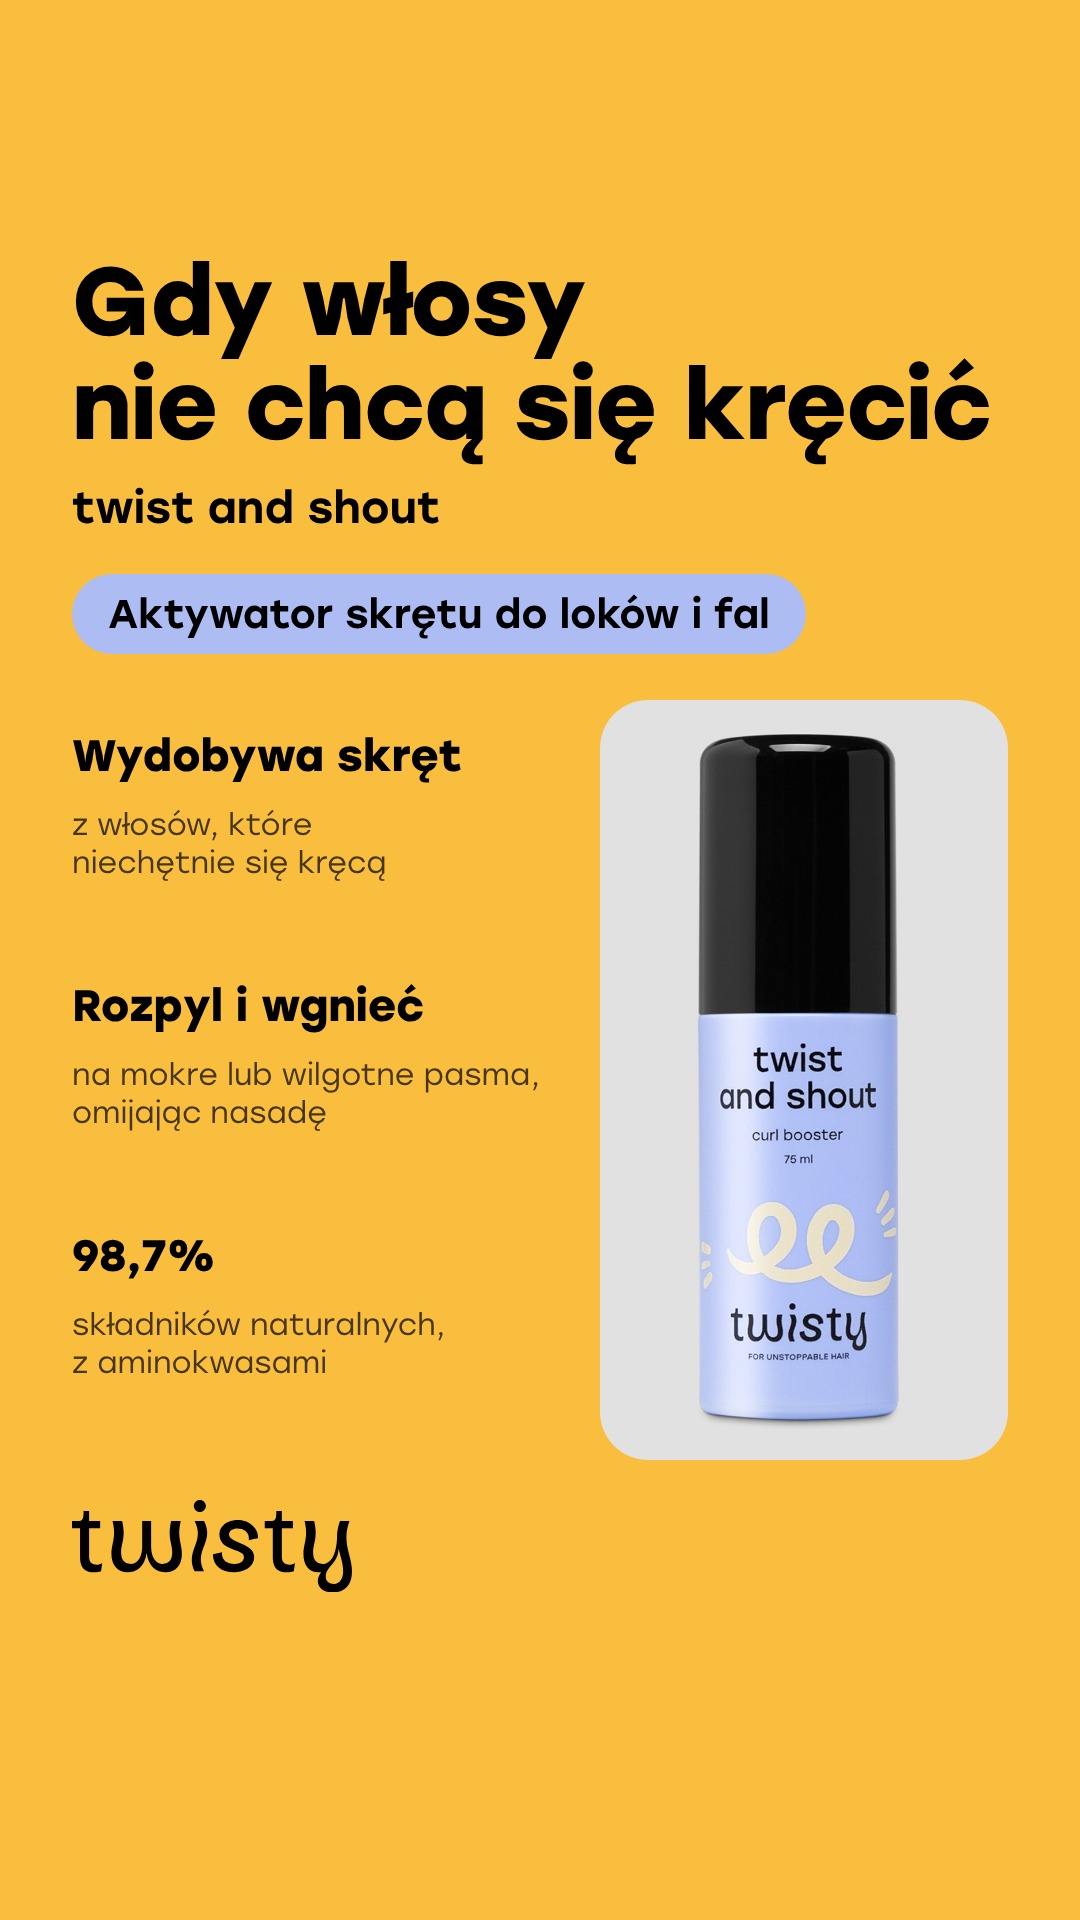 Gdy włosy
nie chcą się kręcić
twist and shout
Aktywator skrętu do loków i fal
Wydobywa skręt
z włosów, które
niechętnie się kręcą
Rozpyl i wgnieć
na mokre lub wilgotne pasma,
omijając nasadę
98,7%
składników naturalnych,
z aminokwasami
twist
and shout
curl booster
75 ml
twisty
FOR UNSTOPPABLE HAIR
twisty